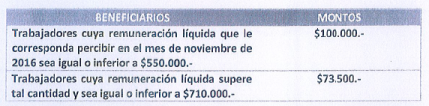 BENEFICIARIOS MONTOS
Trabajadores cuya remuneración líquida que le $100.000.-
corresponda percibir en el mes de noviembre de
2016 sea igual o inferior a $550.000.-
Trabajadores cuya remuneración líquida supere $73.500.-
tal cantidad y sea igual o inferior a $710.000.-